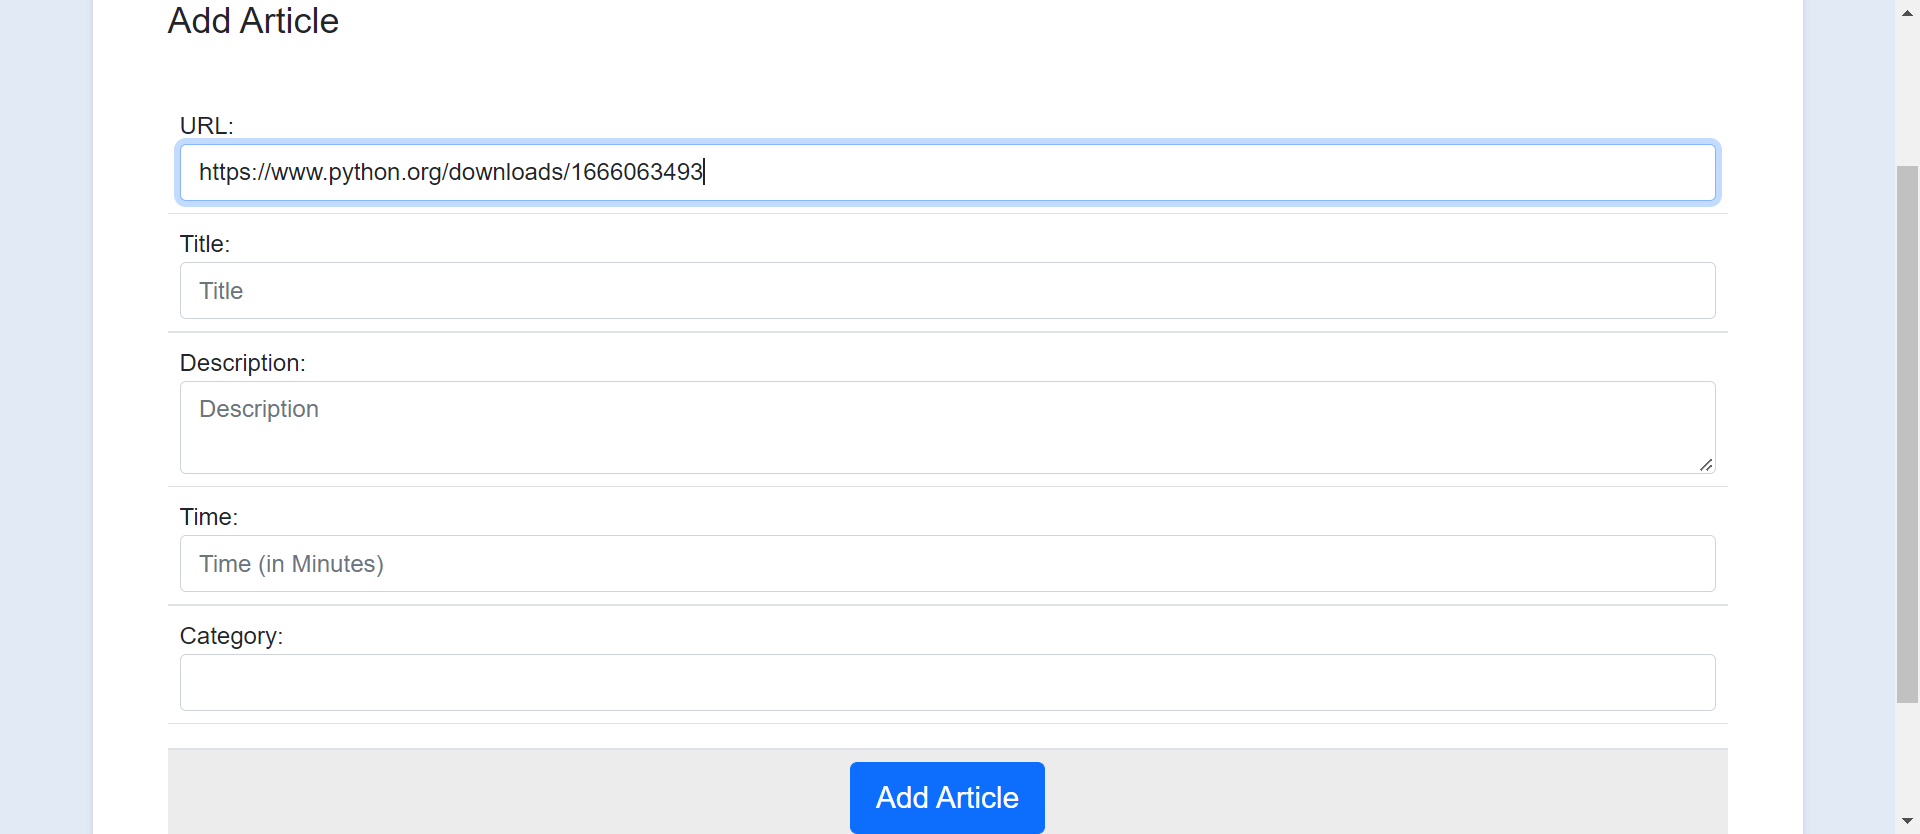 Add Article
URL:
https://www.python.org/downloads/1666063493
Title:
Title
Description:
Description
Time:
Time (in Minutes)
Category:
Add Article